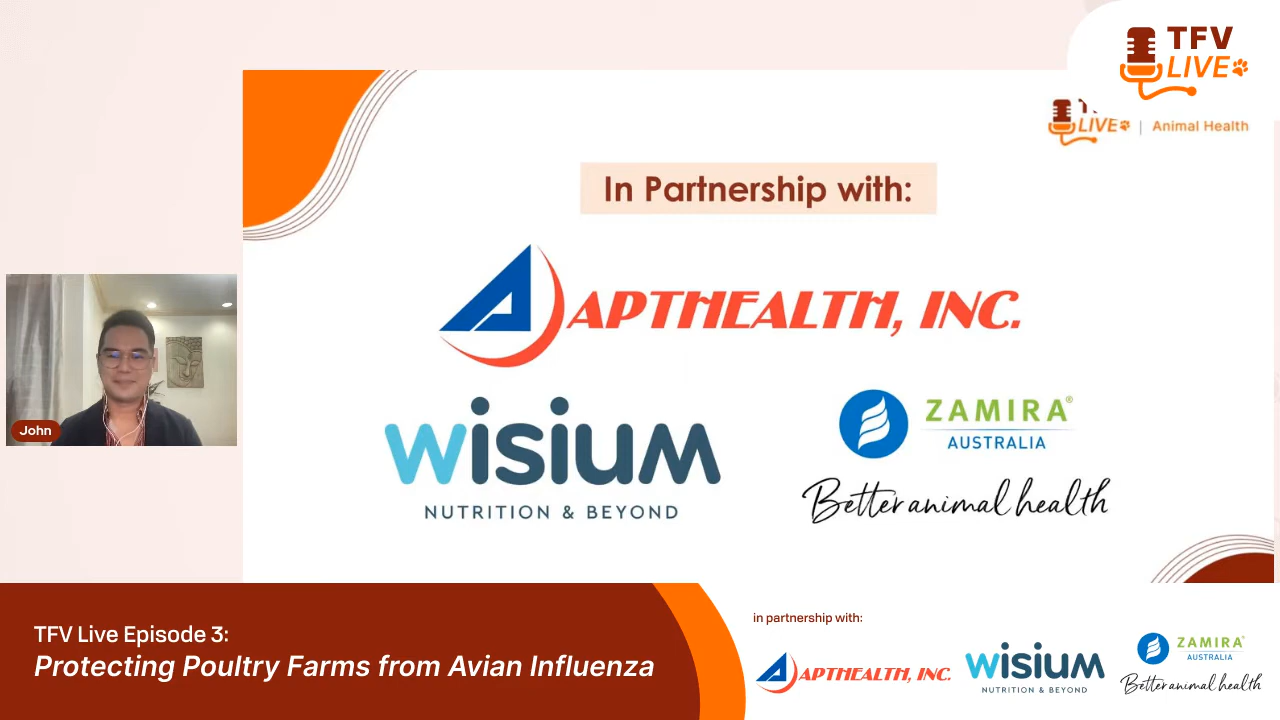 TFV
LIVE
LIVE | Animal Health
In Partnership with:
APTHEALTH, INC.
wisium
NUTRITION & BEYOND
ZAMIRA®
AUSTRALIA
Better animal health
John
TFV Live Episode 3:
Protecting Poultry Farms from Avian Influenza
in partnership with:
APTHEALTH, INC.
wisium
NUTRITION & BEYOND
ZAMIRA®
AUSTRALIA
Better animal health